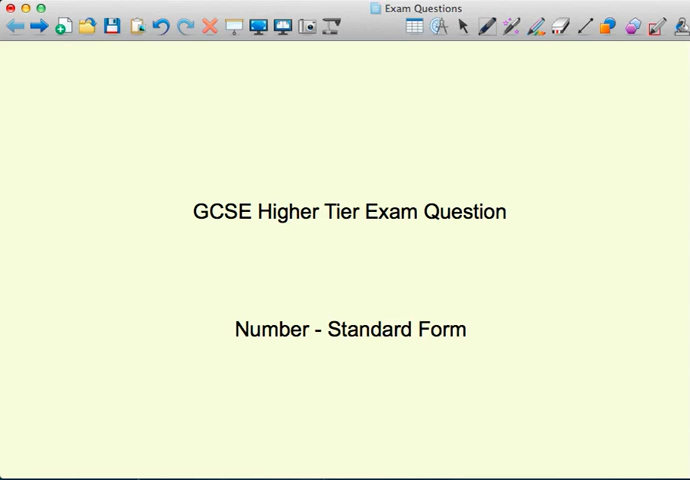 Exam Questions
GCSE Higher Tier Exam Question
Number - Standard Form